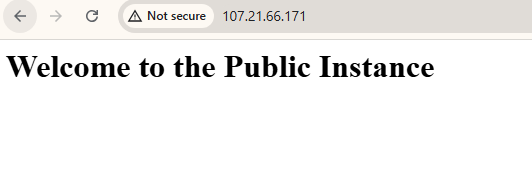 Not secure 107.21.66.171
Welcome to the Public Instance